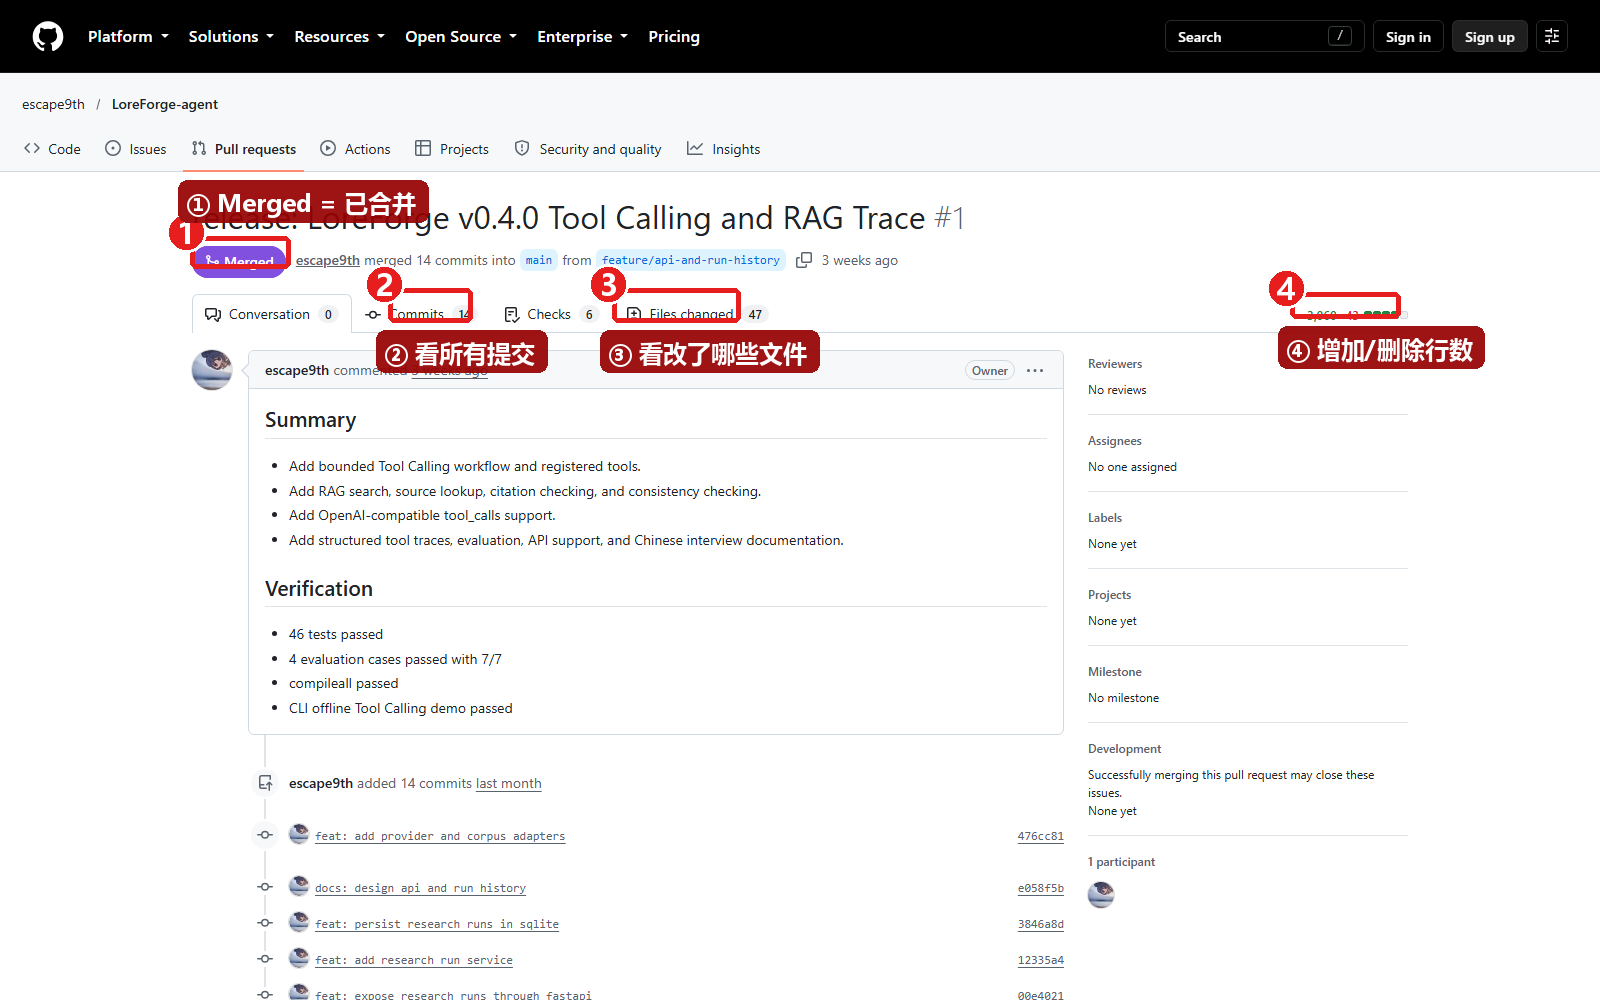 Platform Solutions Resources Open Source Enterprise Pricing Search / Sign in Sign up
escape9th / LoreForge-agent
Code Issues Pull requests Actions Projects Security and quality Insights
① Merged = 已合并
release: LoreForge v0.4.0 Tool Calling and RAG Trace #1
1
Merged escape9th merged 14 commits into main from feature/api-and-run-history 3 weeks ago
2 3 4
Conversation 0 Commits 14 Checks 6 Files changed 47
② 看所有提交 ③ 看改了哪些文件 ④ 增加/删除行数
escape9th commented 3 weeks ago Owner
Summary
Add bounded Tool Calling workflow and registered tools.
Add RAG search, source lookup, citation checking, and consistency checking.
Add OpenAI-compatible tool_calls support.
Add structured tool traces, evaluation, API support, and Chinese interview documentation.
Verification
46 tests passed
4 evaluation cases passed with 7/7
compileall passed
CLI offline Tool Calling demo passed
escape9th added 14 commits last month
feat: add provider and corpus adapters 476cc81
docs: design api and run history e058f5b
feat: persist research runs in sqlite 3846a8d
feat: add research run service 12335a4
feat: expose research runs through fastapi 00e4021
Reviewers
No reviews
Assignees
No one assigned
Labels
None yet
Projects
None yet
Milestone
No milestone
Development
Successfully merging this pull request may close these
issues.
None yet
1 participant